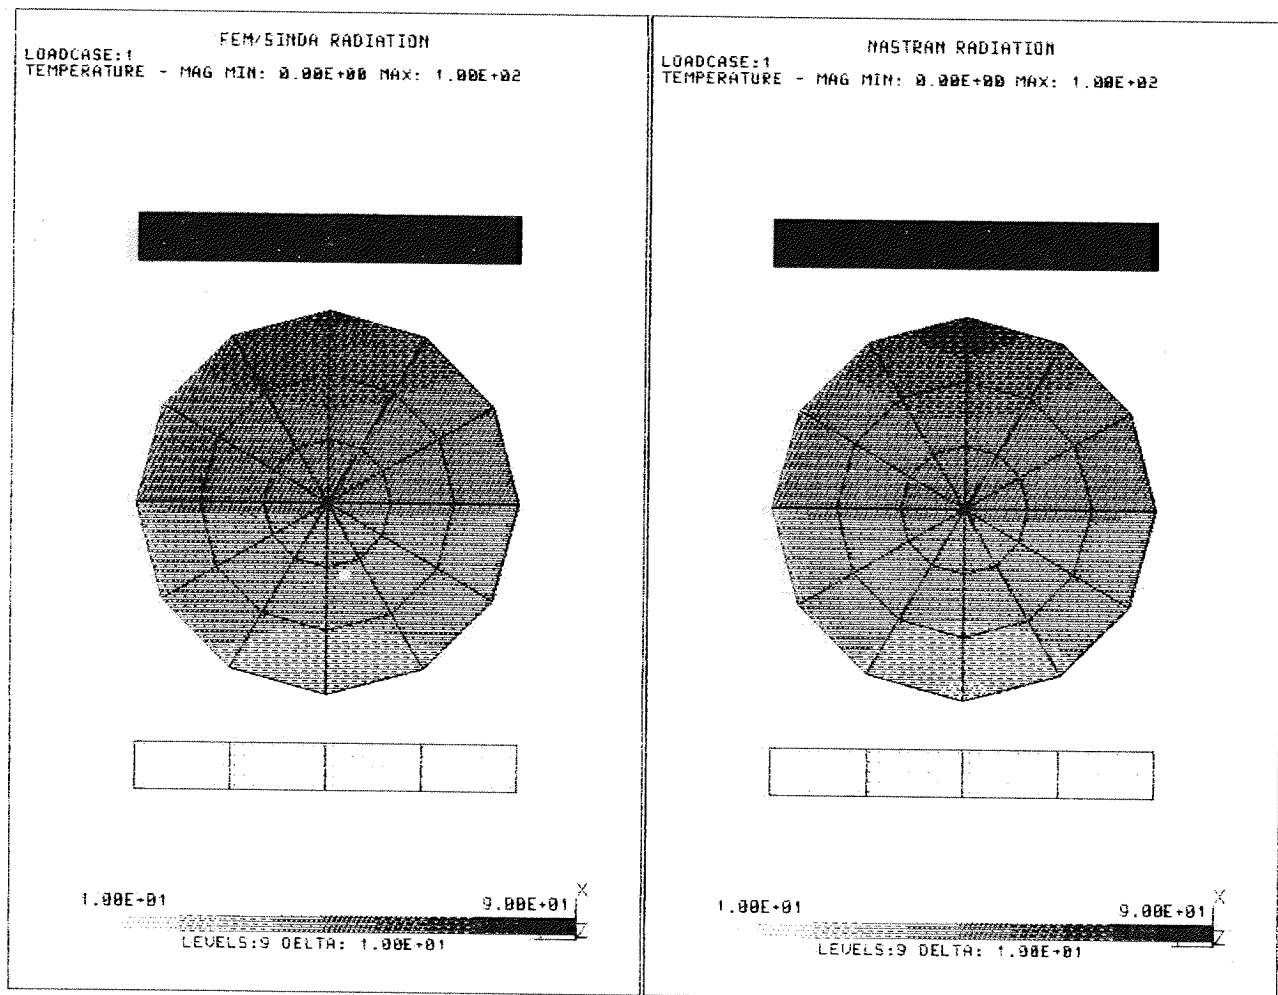 FEM/SINDA RADIATION
LOADCASE:1
TEMPERATURE - MAG MIN: 0.00E+00 MAX: 1.00E+02
1.00E+01
9.00E+01
X
Z
LEVELS:9 DELTA: 1.00E+01
NASTRAN RADIATION
LOADCASE:1
TEMPERATURE - MAG MIN: 0.00E+00 MAX: 1.00E+02
1.00E+01
9.00E+01
X
Z
LEVELS:9 DELTA: 1.00E+01